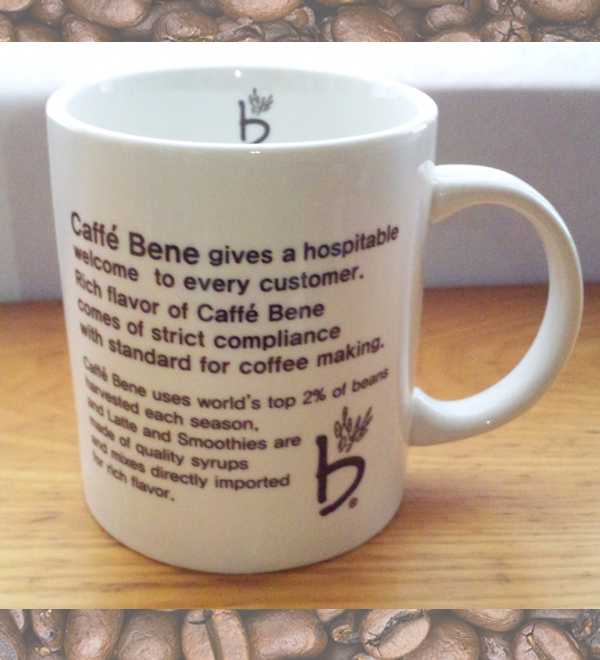 b
Caffé Bene gives a hospitable
welcome to every customer.
Rich flavor of Caffé Bene
comes of strict compliance
with standard for coffee making.
Caffé Bene uses world's top 2% of beans
harvested each season,
and Latte and Smoothies are
made of quality syrups
and mixes directly imported
for rich flavor.
b®